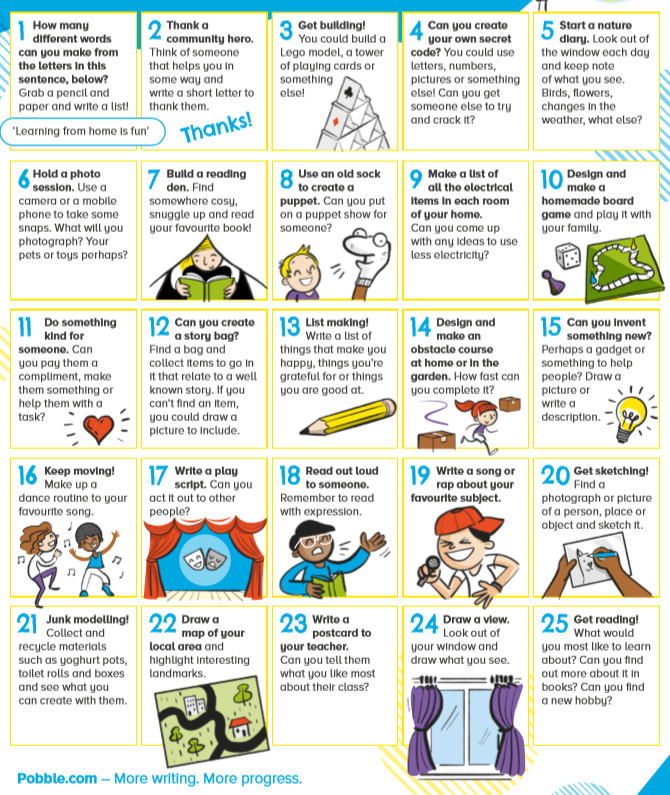 1 How many
different words
can you make from
the letters in this
sentence, below?
Grab a pencil and
paper and write a list!
'Learning from home is fun'
2 Thank a
community hero.
Think of someone
that helps you in
some way and
write a short letter to
thank them.
Thanks!
3 Get building!
You could build a
Lego model, a tower
of playing cards or
something
else!
4 Can you create
your own secret
code? You could use
letters, numbers,
pictures or something
else! Can you get
someone else to try
and crack it?
5 Start a nature
diary. Look out of
the window each day
and keep note
of what you see.
Birds, flowers,
changes in the
weather, what else?
6 Hold a photo
session. Use a
camera or a mobile
phone to take some
snaps. What will you
photograph? Your
pets or toys perhaps?
7 Build a reading
den. Find
somewhere cosy,
snuggle up and read
your favourite book!
8 Use an old sock
to create a
puppet. Can you put
on a puppet show for
someone?
9 Make a list of
all the electrical
items in each room
of your home.
Can you come up
with any ideas to use
less electricity?
10 Design and
make a
homemade board
game and play it with
your family.
11 Do something
kind for
someone. Can
you pay them a
compliment, make
them something or
help them with a
task?
12 Can you create
a story bag?
Find a bag and
collect items to go in
it that relate to a well
known story. If you
can't find an item,
you could draw a
picture to include.
13 List making!
Write a list of
things that make you
happy, things you're
grateful for or things
you are good at.
14 Design and
make an
obstacle course
at home or in the
garden. How fast can
you complete it?
15 Can you invent
something new?
Perhaps a gadget or
something to help
people? Draw a
picture or
write a
description.
16 Keep moving!
Make up a
dance routine to your
favourite song.
17 Write a play
script. Can you
act it out to other
people?
18 Read out loud
to someone.
Remember to read
with expression.
19 Write a song or
rap about your
favourite subject.
20 Get sketching!
Find a
photograph or picture
of a person, place or
object and sketch it.
21 Junk modelling!
Collect and
recycle materials
such as yoghurt pots,
toilet rolls and boxes
and see what you
can create with them.
22 Draw a
map of your
local area and
highlight interesting
landmarks.
23 Write a
postcard to
your teacher.
Can you tell them
what you like most
about their class?
24 Draw a view.
Look out of
your window and
draw what you see.
25 Get reading!
What would
you most like to learn
about? Can you find
out more about it in
books? Can you find
a new hobby?
Pobble.com – More writing. More progress.